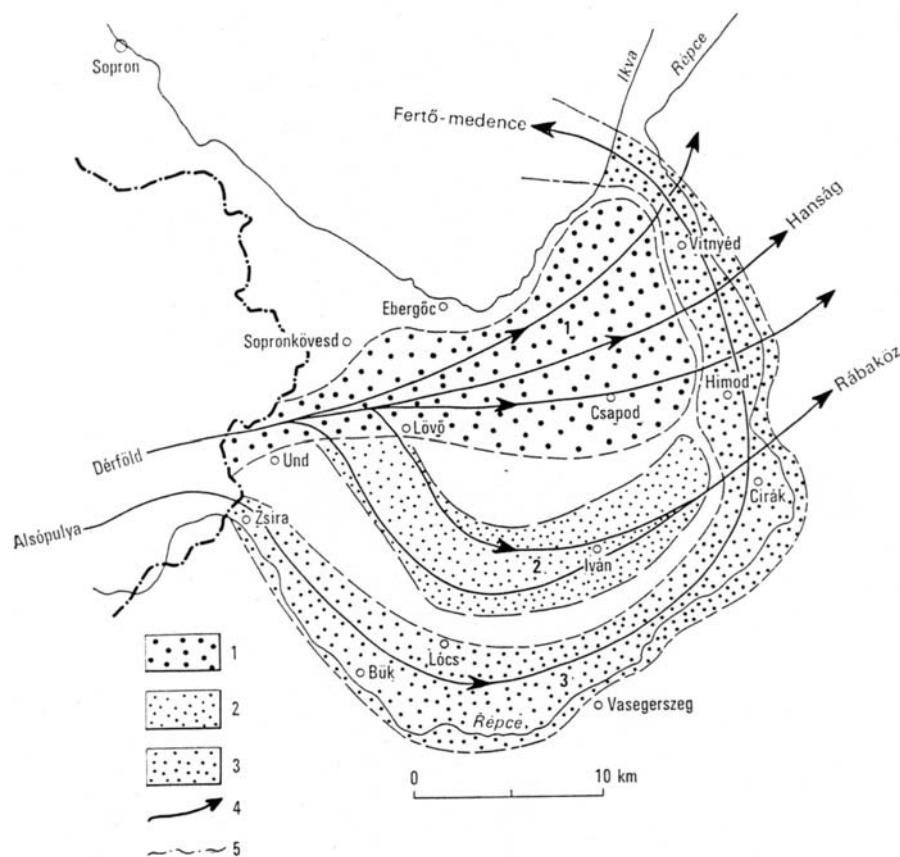 Sopron
Ikva
Répce
Fertő-medence
Hanság
Vitnyéd
Ebergőc
1
Sopronkövesd
Rábaköz
Himod
Csapod
Lövő
Dérföld
Und
Cirák
Alsópulya
Zsira
Iván
2
Lócs
3
Bük
Vasegerszeg
Répce
1
2
3
4
5
0 10 km